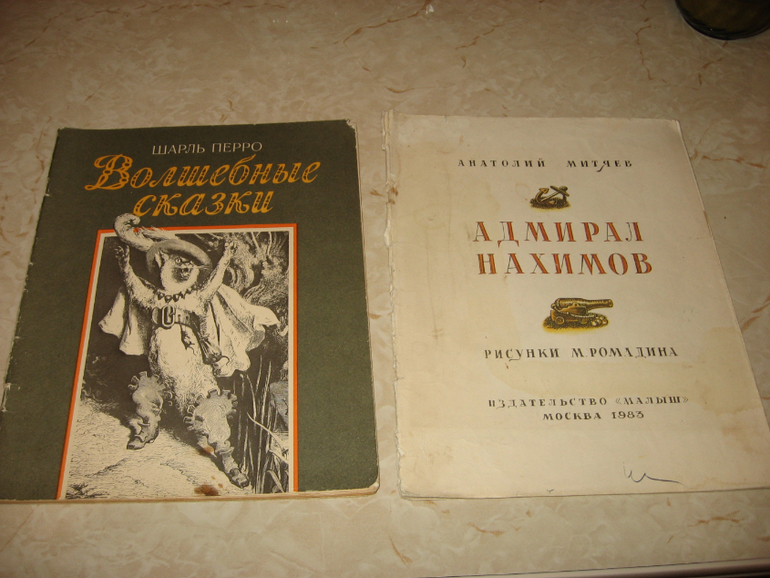 ШАРЛЬ ПЕРРО
Волшебные
сказки
АНАТОЛИЙ МИТЯЕВ
АДМИРАЛ
НАХИМОВ
РИСУНКИ М. РОМАДИНА
ИЗДАТЕЛЬСТВО «МАЛЫШ»
МОСКВА 1983